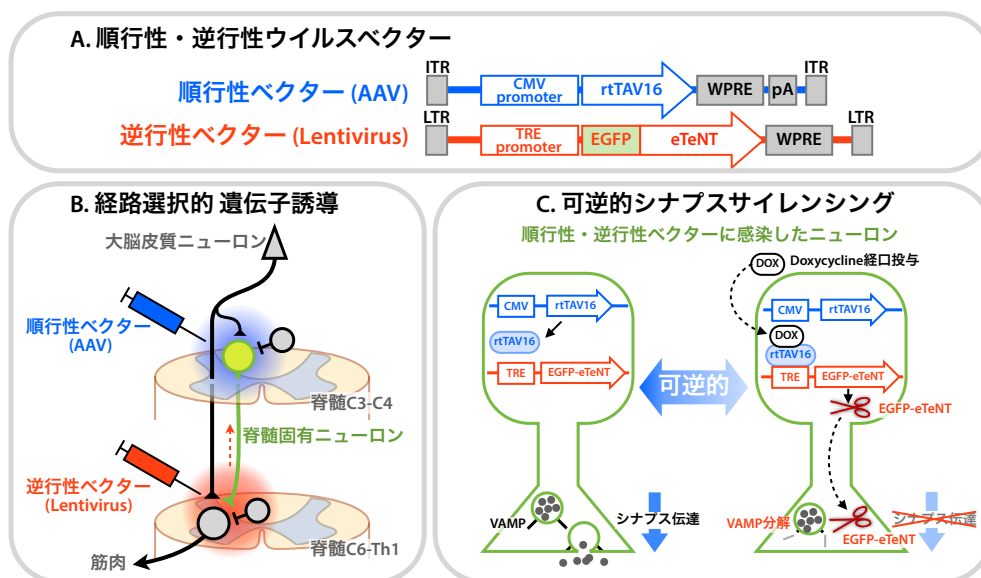 A. 順行性・逆行性ウイルスベクター
ITR
ITR
順行性ベクター (AAV)
CMV
promoter
rtTAV16
WPRE
pA
LTR
LTR
逆行性ベクター (Lentivirus)
TRE
promoter
EGFP
eTeNT
WPRE
B. 経路選択的 遺伝子誘導
大脳皮質ニューロン
順行性ベクター
(AAV)
脊髄C3-C4
脊髄固有ニューロン
逆行性ベクター
(Lentivirus)
脊髄C6-Th1
筋肉
C. 可逆的シナプスサイレンシング
順行性・逆行性ベクターに感染したニューロン
DOX
Doxycycline経口投与
CMV
rtTAV16
rtTAV16
TRE
EGFP-eTeNT
VAMP
シナプス伝達
可逆的
CMV
rtTAV16
DOX
rtTAV16
TRE
EGFP-eTeNT
EGFP-eTeNT
VAMP分解
EGFP-eTeNT
シナプス伝達